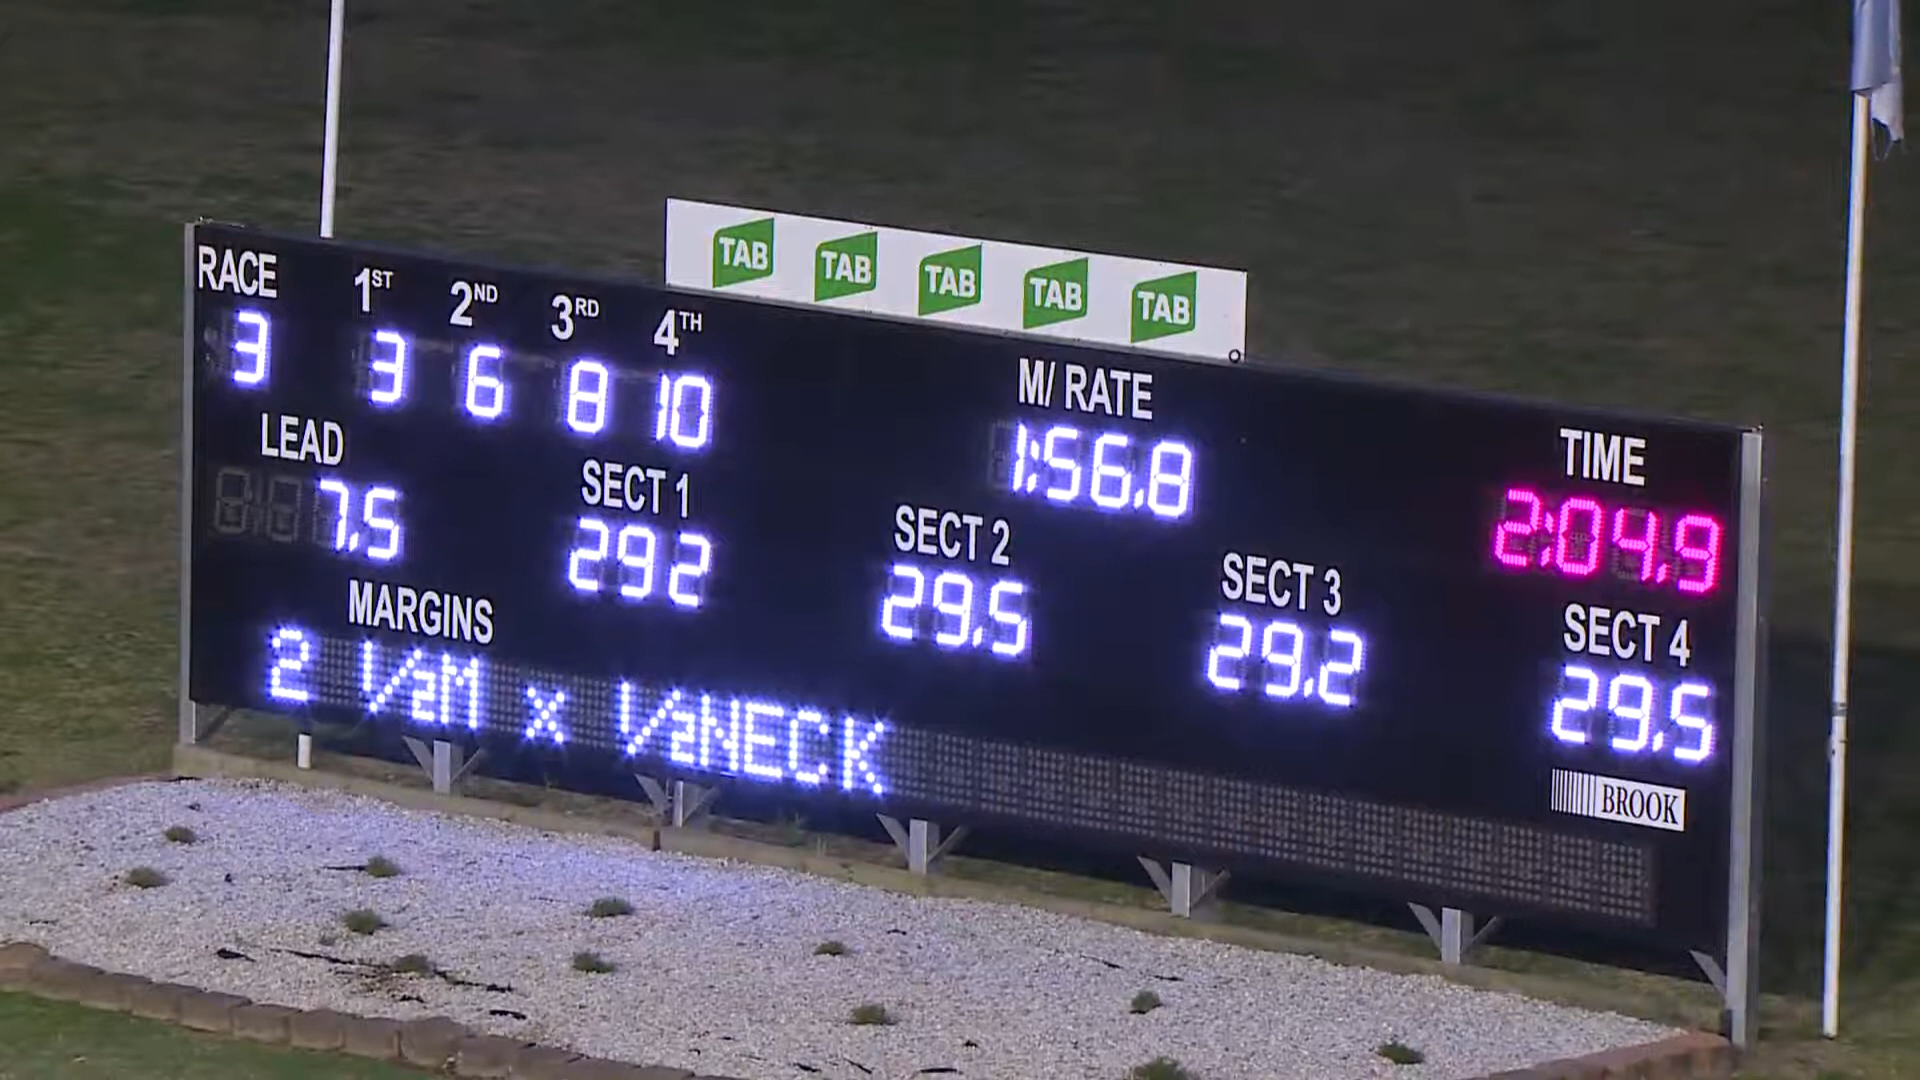 TAB TAB TAB TAB TAB
RACE 1ST 2ND 3RD 4TH
3 3 6 8 10
M/ RATE
1:56.8
TIME
2:04.9
LEAD
7.5
SECT 1
292
SECT 2
29.5
SECT 3
29.2
SECT 4
29.5
MARGINS
2 1/2M x 1/2NECK
BROOK